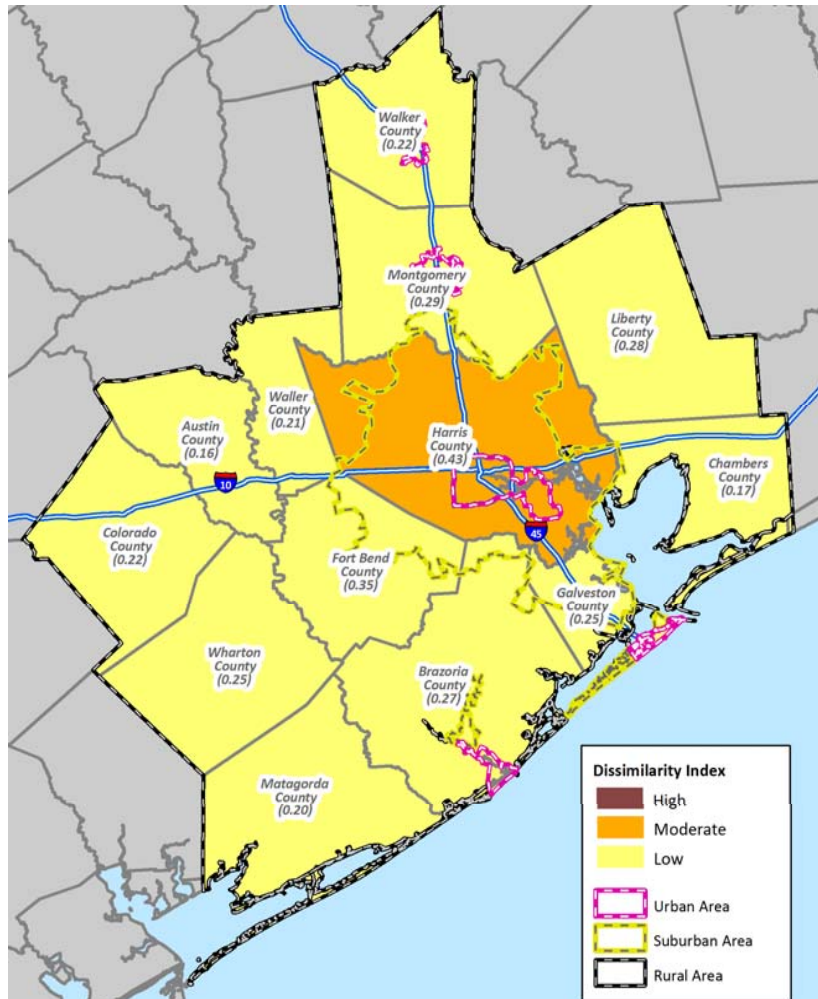 Walker
County
(0.22)
Montgomery
County
(0.29)
Liberty
County
(0.28)
Waller
County
(0.21)
Austin
County
(0.16)
Harris
County
(0.43)
Chambers
County
(0.17)
10
Colorado
County
(0.22)
45
Fort Bend
County
(0.35)
Galveston
County
(0.25)
Wharton
County
(0.25)
Brazoria
County
(0.27)
Matagorda
County
(0.20)
Dissimilarity Index
High
Moderate
Low
Urban Area
Suburban Area
Rural Area